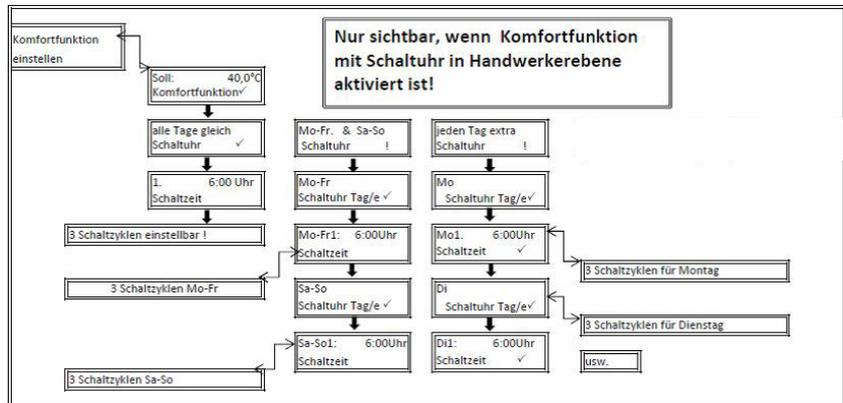 Komfortfunktion
einstellen
Nur sichtbar, wenn Komfortfunktion
mit Schaltuhr in Handwerkerebene
aktiviert ist!
Soll: 40,0°C
Komfortfunktion✓
alle Tage gleich
Schaltuhr ✓
1. 6:00 Uhr
Schaltzeit
3 Schaltzyklen einstellbar !
Mo-Fr. & Sa-So
Schaltuhr !
Mo-Fr
Schaltuhr Tag/e ✓
Mo-Fr1: 6:00Uhr
Schaltzeit
3 Schaltzyklen Mo-Fr
Sa-So
Schaltuhr Tag/e ✓
Sa-So1: 6:00Uhr
Schaltzeit
3 Schaltzyklen Sa-So
jeden Tag extra
Schaltuhr !
Mo
Schaltuhr Tag/e✓
Mo1. 6:00Uhr
Schaltzeit ✓
3 Schaltzyklen für Montag
Di
Schaltuhr Tag/e✓
3 Schaltzyklen für Dienstag
Di1: 6:00Uhr
Schaltzeit ✓
usw.